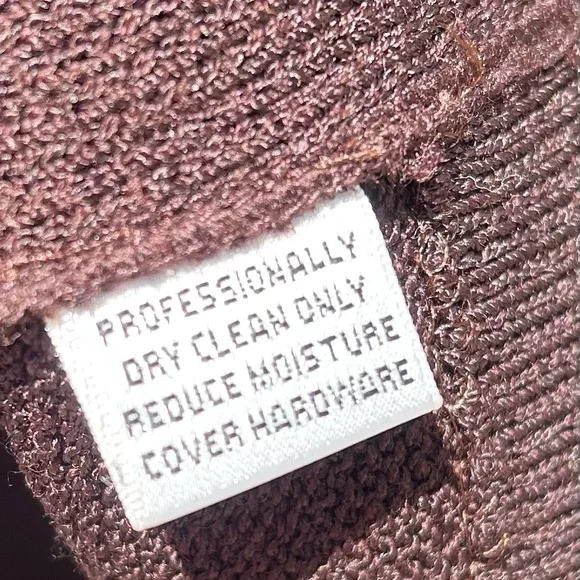 PROFESSIONALLY
DRY CLEAN ONLY
REDUCE MOISTURE
COVER HARDWARE